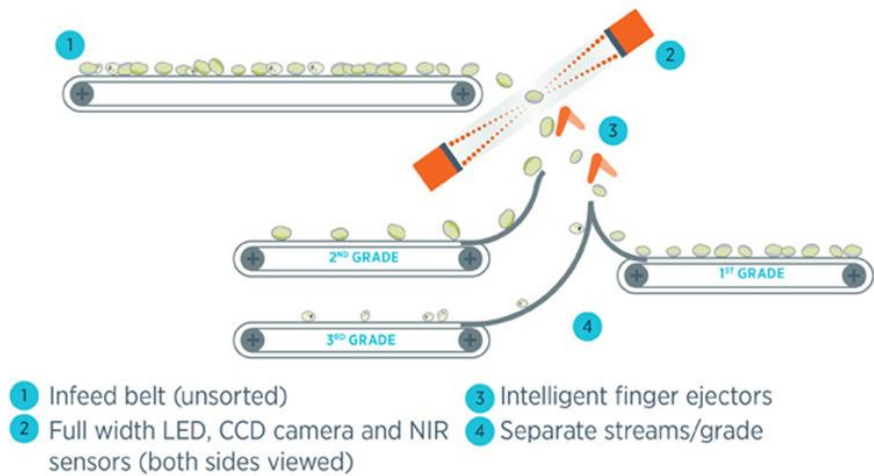 1
2
3
2ND GRADE
1ST GRADE
3RD GRADE
4
1 Infeed belt (unsorted)
2 Full width LED, CCD camera and NIR
sensors (both sides viewed)
3 Intelligent finger ejectors
4 Separate streams/grade